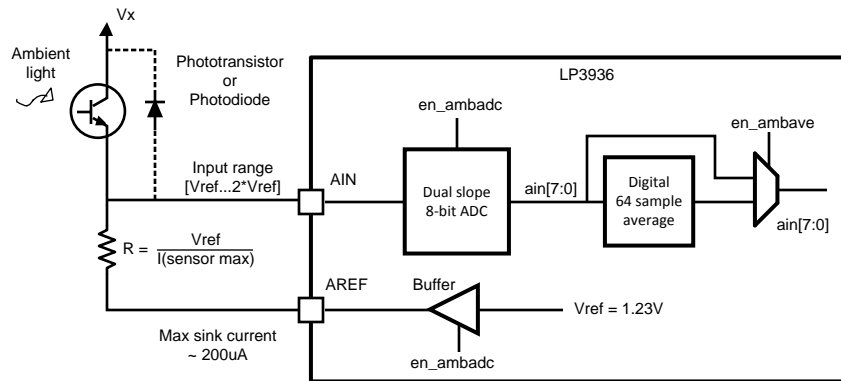 Vx
Ambient
light
Phototransistor
or
Photodiode
LP3936
en_ambadc
en_ambave
Input range
[Vref...2*Vref]
AIN
Dual slope
8-bit ADC
ain[7:0]
Digital
64 sample
average
ain[7:0]
R = Vref
I(sensor max)
AREF
Buffer
Vref = 1.23V
Max sink current
~ 200uA
en_ambadc